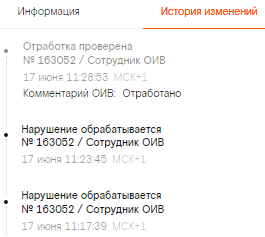 Информация История изменений
Отработка проверена
№ 163052 / Сотрудник ОИВ
17 июня 11:28:53 МСК+1
Комментарий ОИВ: Отработано
Нарушение обрабатывается
№ 163052 / Сотрудник ОИВ
17 июня 11:23:45 МСК+1
Нарушение обрабатывается
№ 163052 / Сотрудник ОИВ
17 июня 11:17:39 МСК+1